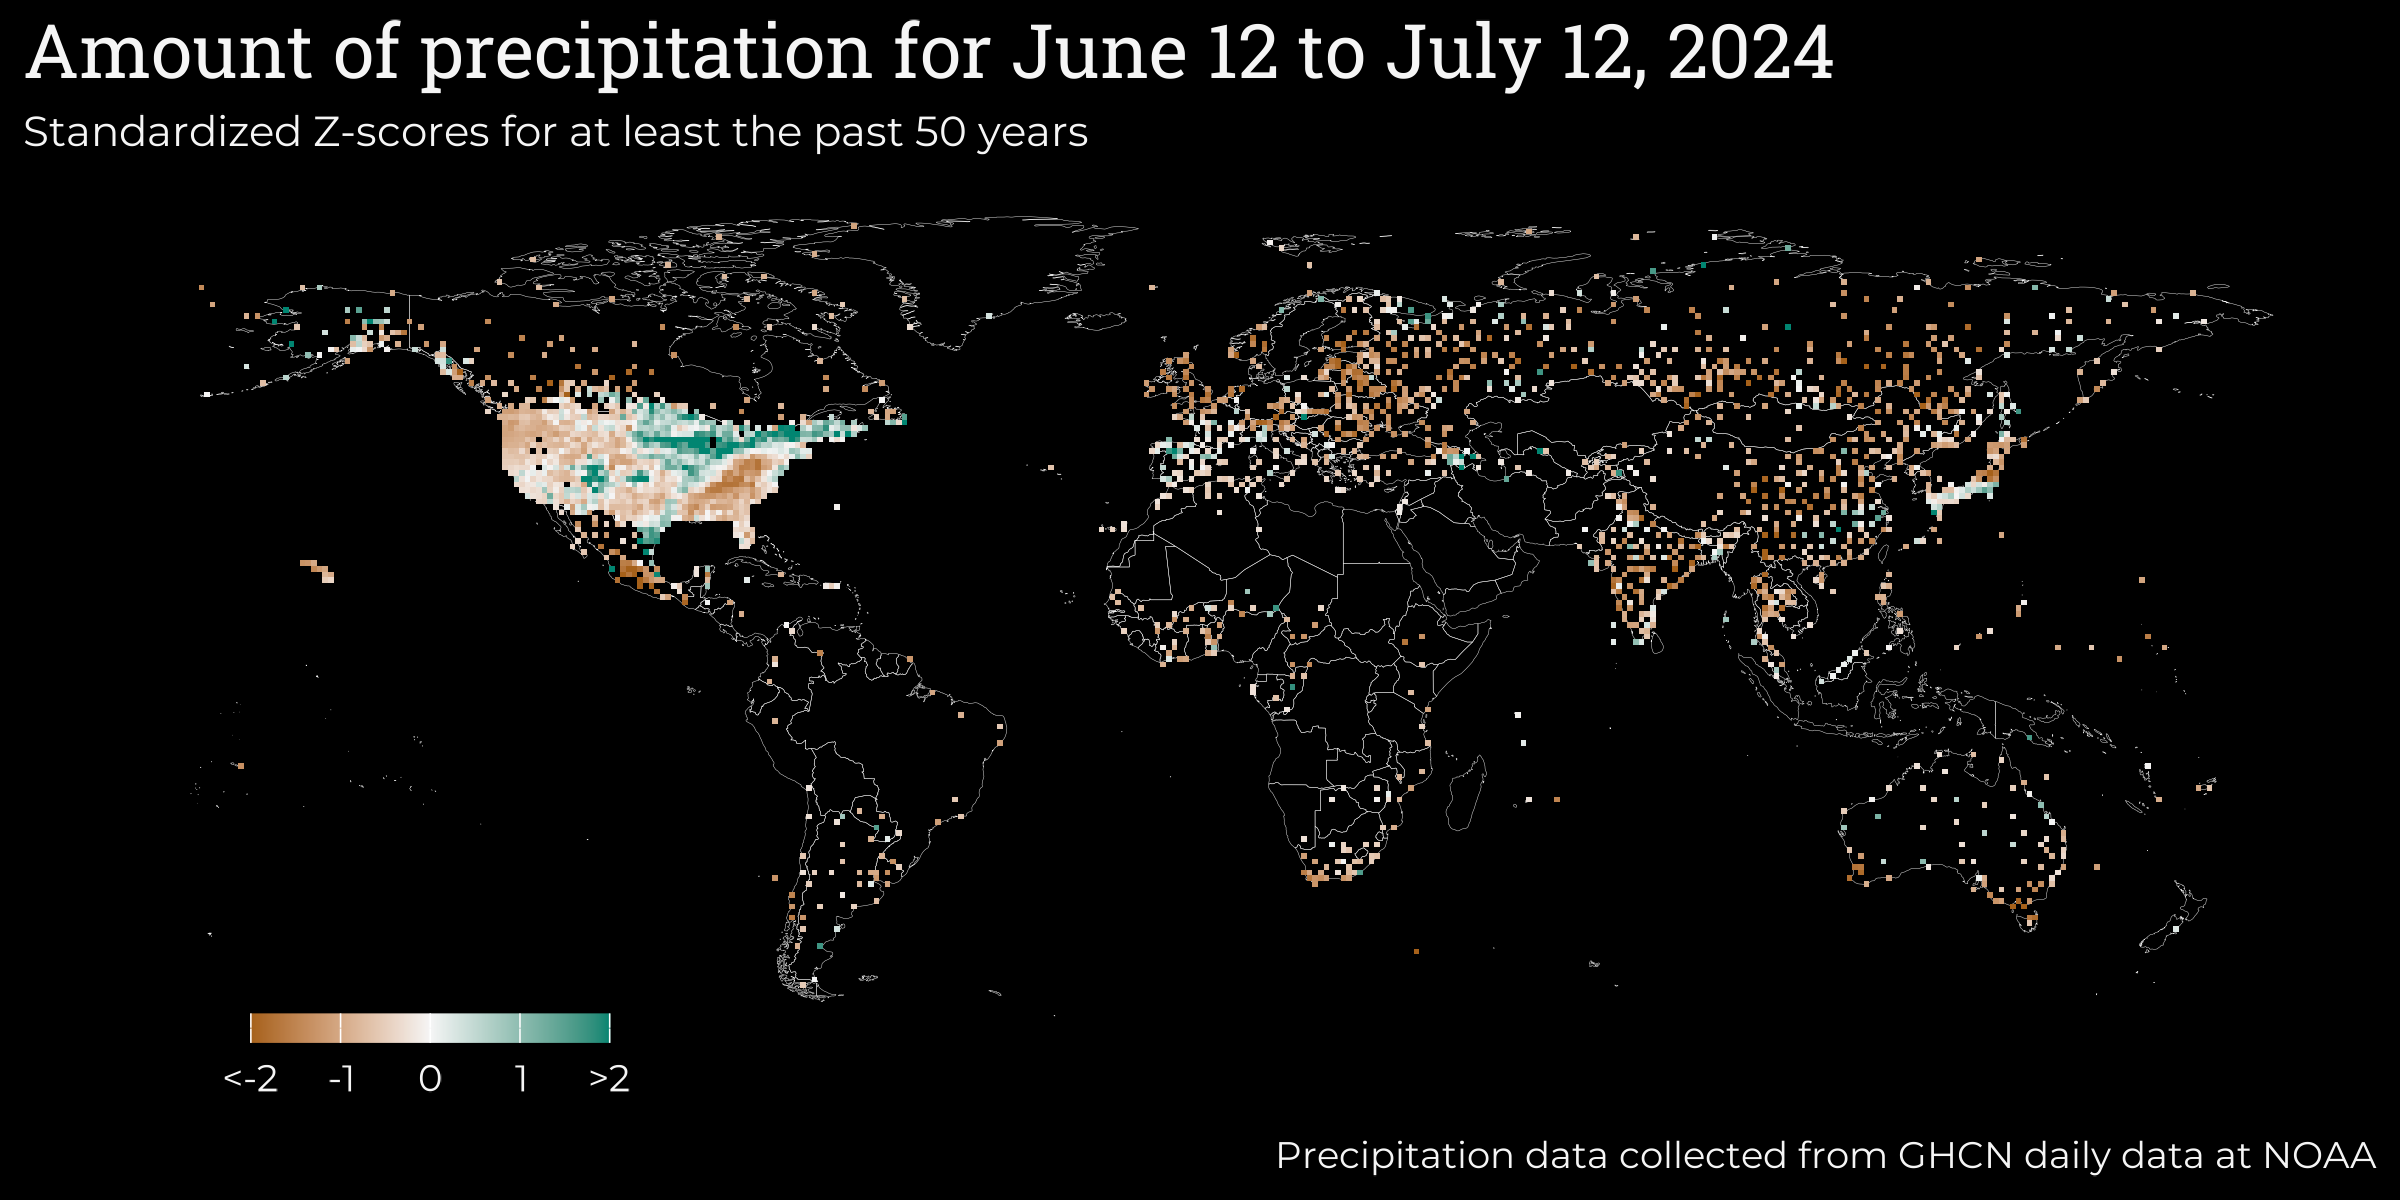 Amount of precipitation for June 12 to July 12, 2024
Standardized Z-scores for at least the past 50 years
<-2 -1 0 1 >2
Precipitation data collected from GHCN daily data at NOAA